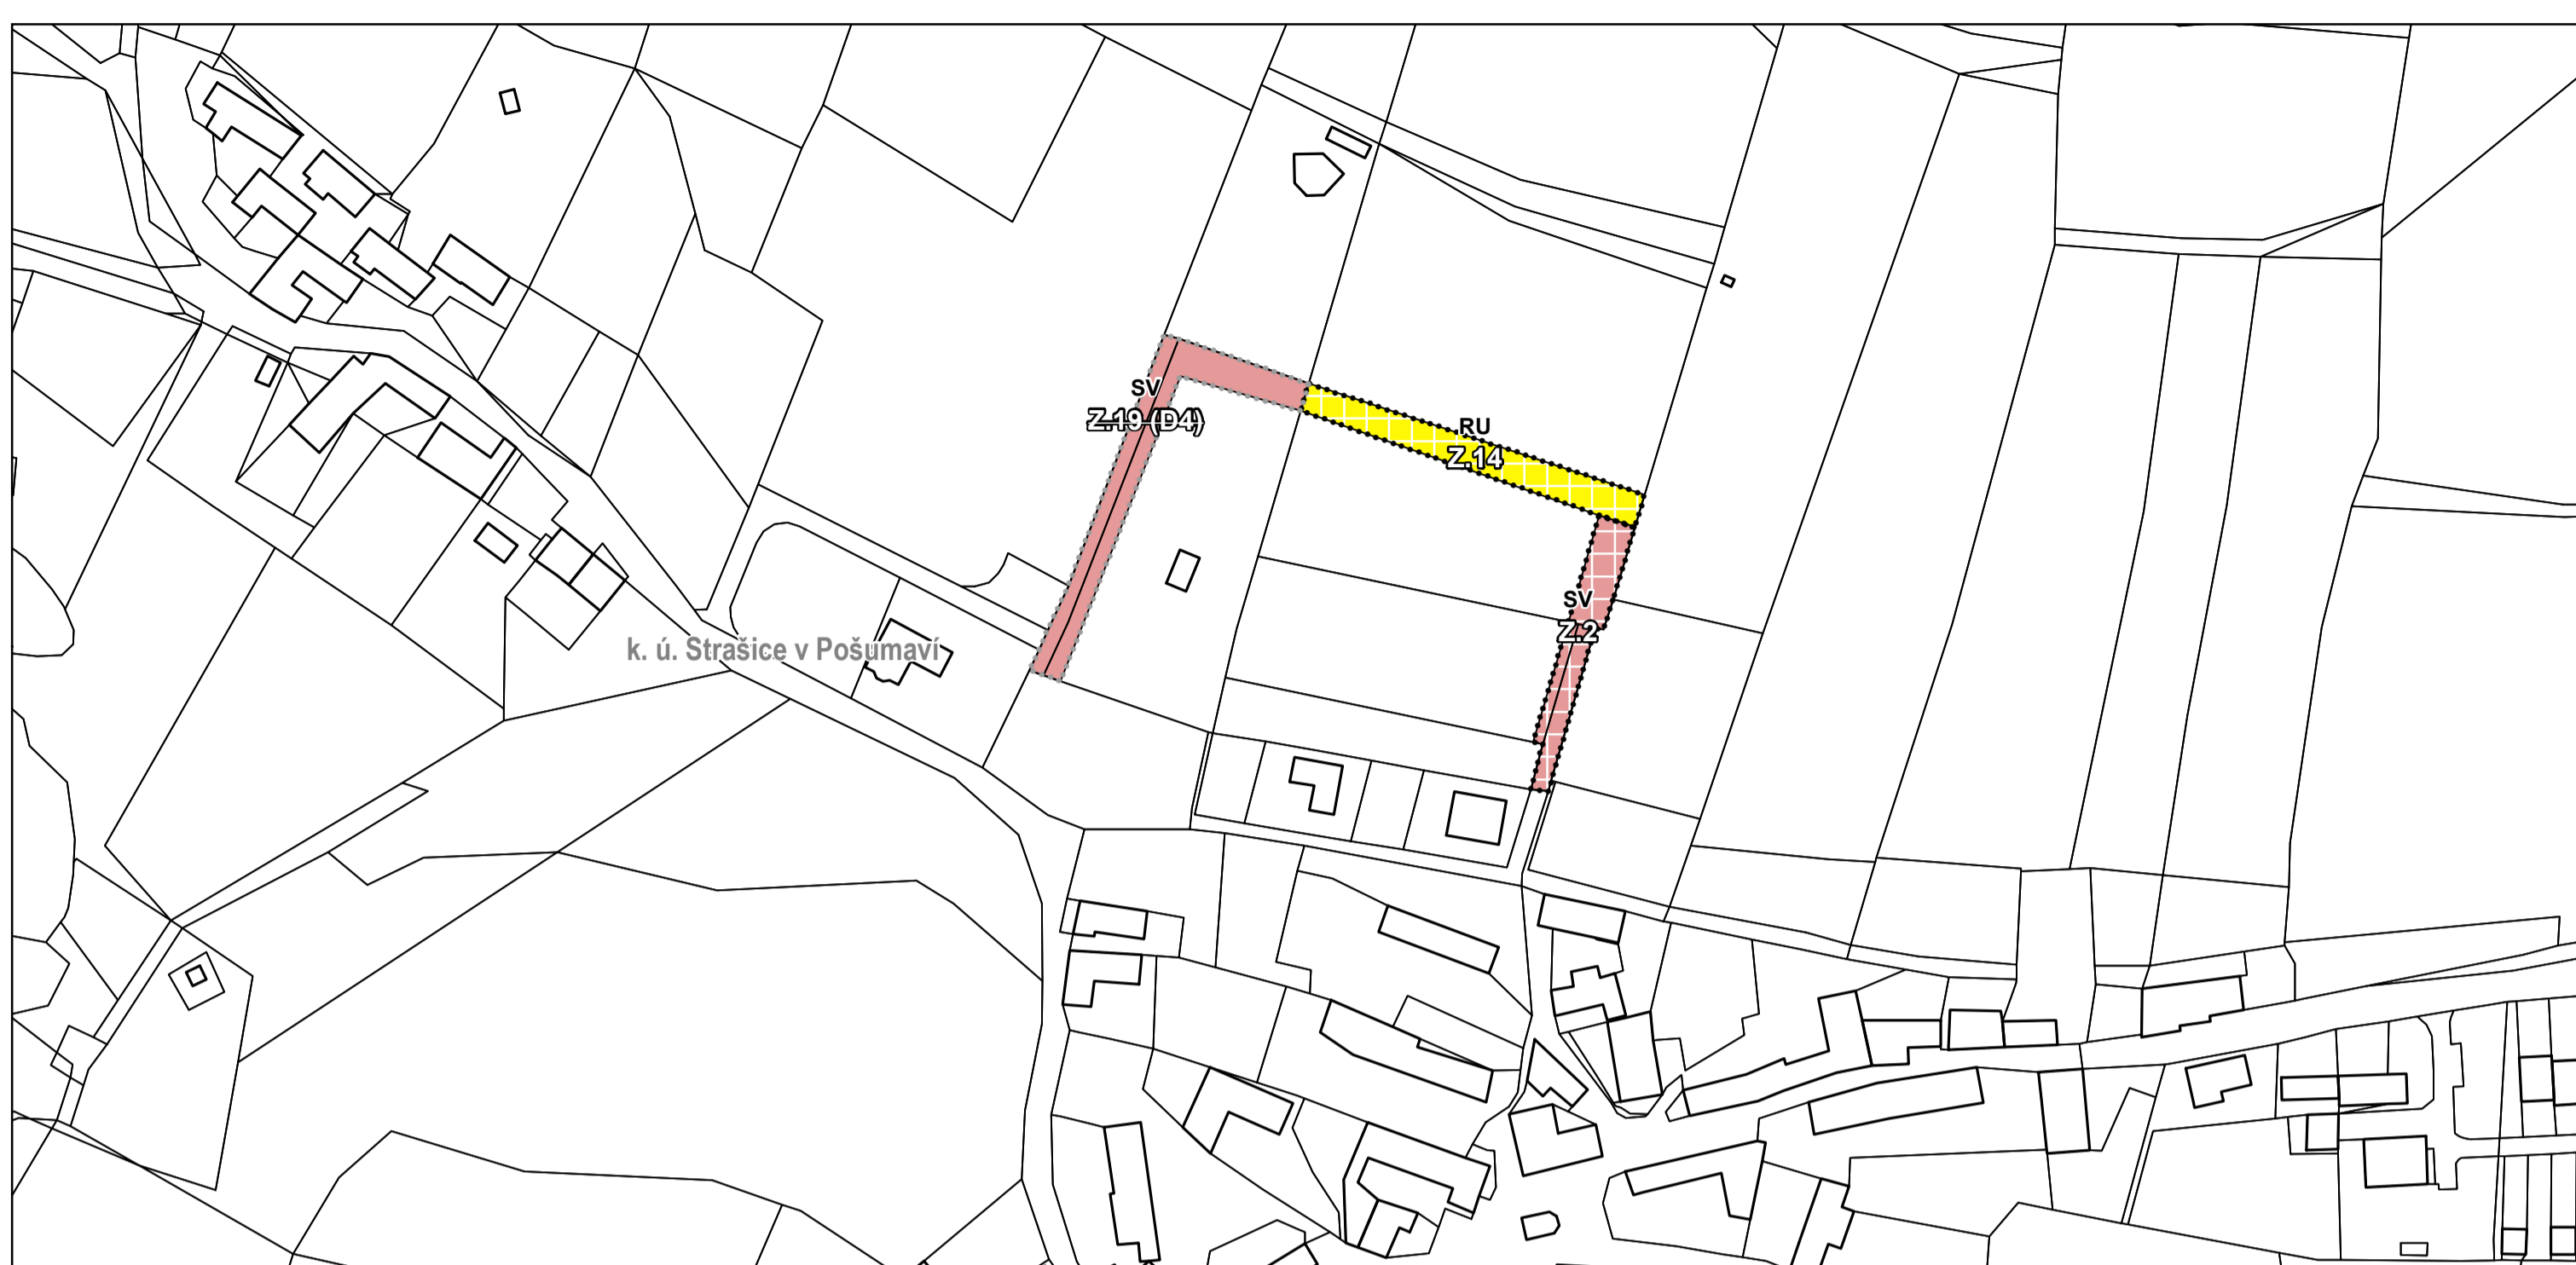 SV
Z.19 (D4)
RU
Z.14
SV
Z.2
k. ú. Strašice v Pošumaví